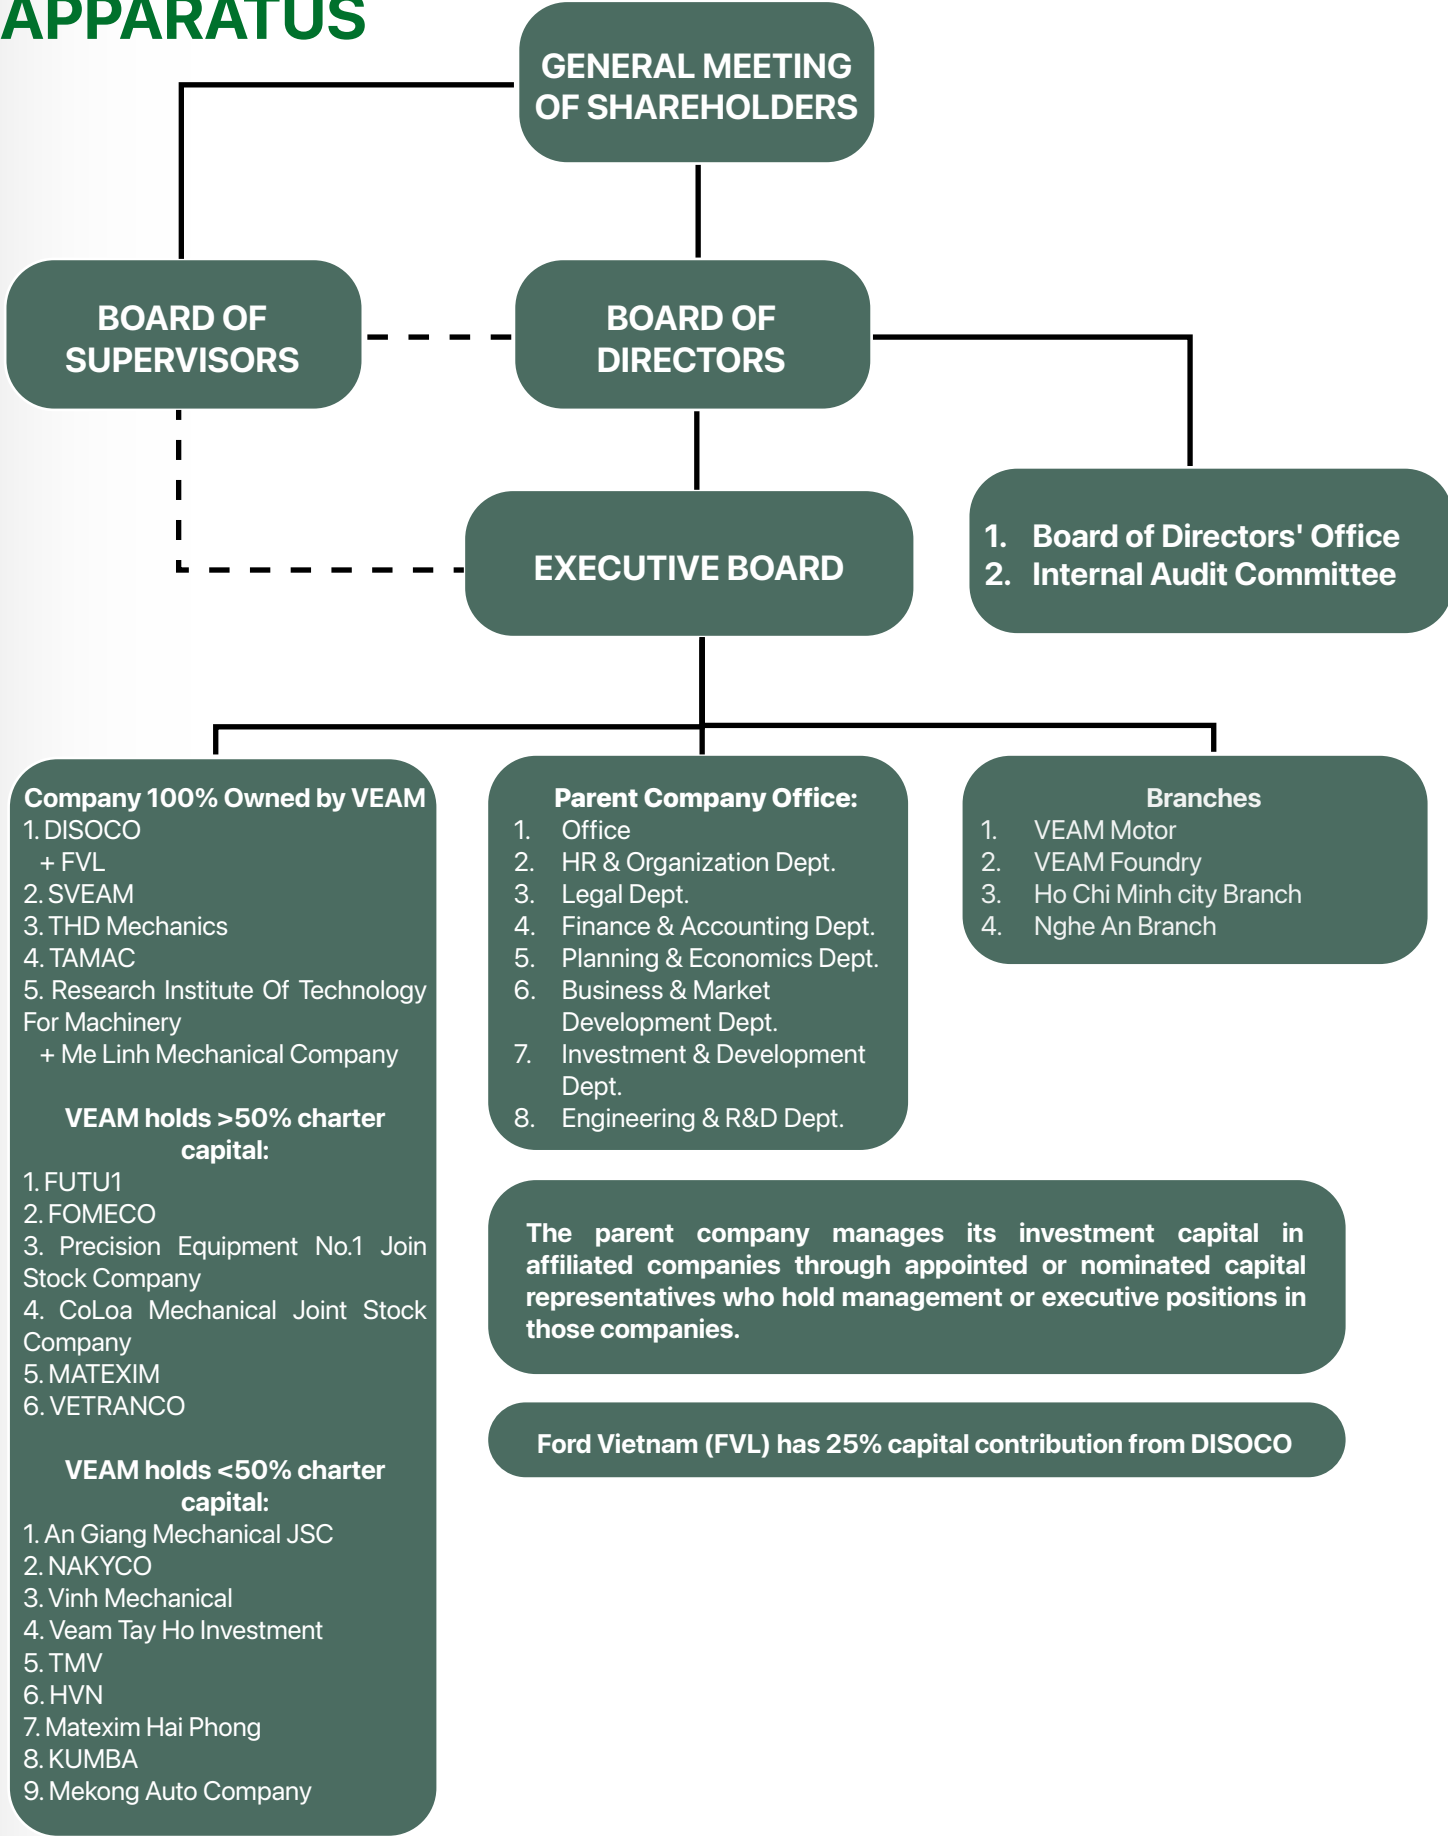 APPARATUS
GENERAL MEETING
OF SHAREHOLDERS
BOARD OF
SUPERVISORS
BOARD OF
DIRECTORS
EXECUTIVE BOARD
1. Board of Directors' Office
2. Internal Audit Committee
Company 100% Owned by VEAM
1. DISOCO
+ FVL
2. SVEAM
3. THD Mechanics
4. TAMAC
5. Research Institute Of Technology
For Machinery
+ Me Linh Mechanical Company
VEAM holds >50% charter
capital:
1. FUTU1
2. FOMECO
3. Precision Equipment No.1 Join
Stock Company
4. CoLoa Mechanical Joint Stock
Company
5. MATEXIM
6. VETRANCO
VEAM holds <50% charter
capital:
1. An Giang Mechanical JSC
2. NAKYCO
3. Vinh Mechanical
4. Veam Tay Ho Investment
5. TMV
6. HVN
7. Matexim Hai Phong
8. KUMBA
9. Mekong Auto Company
Parent Company Office:
1. Office
2. HR & Organization Dept.
3. Legal Dept.
4. Finance & Accounting Dept.
5. Planning & Economics Dept.
6. Business & Market
Development Dept.
7. Investment & Development
Dept.
8. Engineering & R&D Dept.
Branches
1. VEAM Motor
2. VEAM Foundry
3. Ho Chi Minh city Branch
4. Nghe An Branch
The parent company manages its investment capital in
affiliated companies through appointed or nominated capital
representatives who hold management or executive positions in
those companies.
Ford Vietnam (FVL) has 25% capital contribution from DISOCO